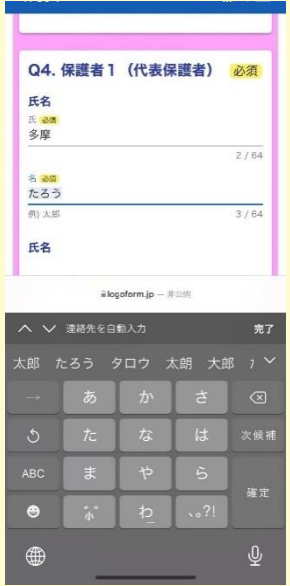 Q4. 保護者1（代表保護者） 必須
氏名
氏 必須
多摩
2 / 64
名 必須
たろう
例) 太郎 3 / 64
氏名
logoform.jp — 非公開
連絡先を自動入力 完了
太郎 たろう タロウ 太朗 大郎
→ あ か さ
た な は 次候補
ABC ま や ら
小 わ 、。?! 確定